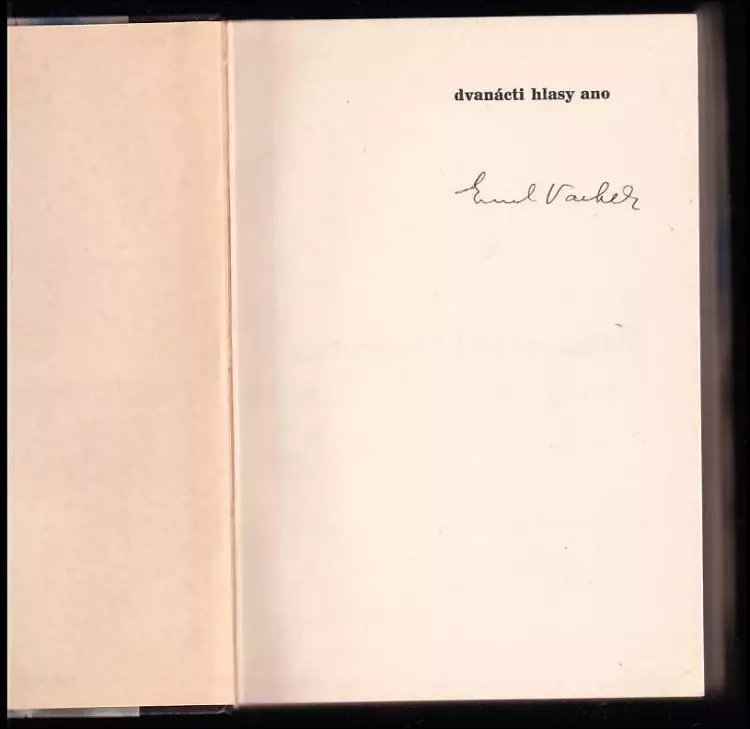 dvanácti hlasy ano
Emil Vachek